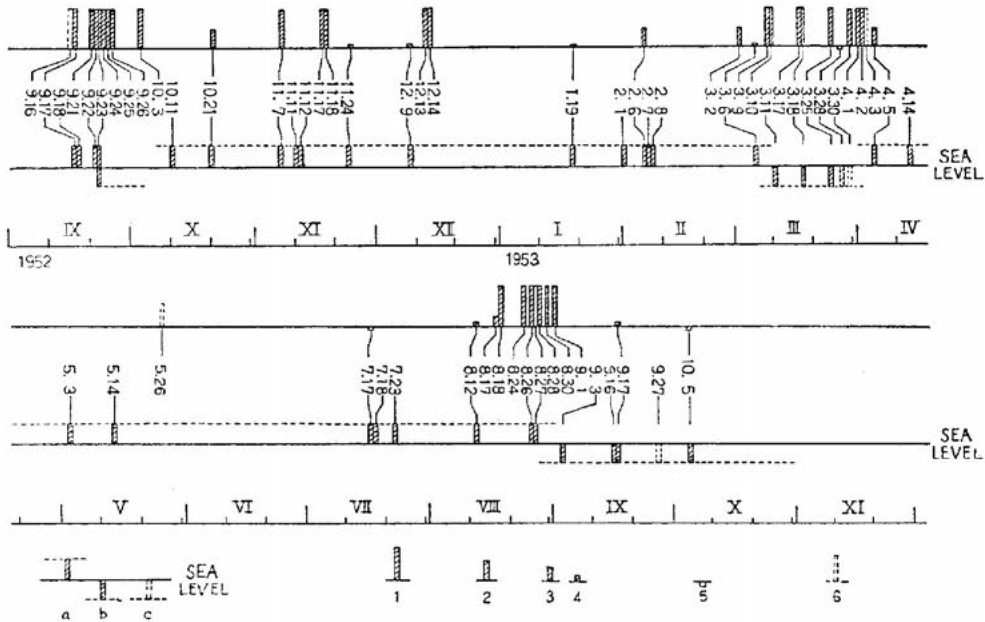 9.16 9.17 9.18 9.21 9.22 9.23 9.24 9.25 9.26 10. 3 10.11 10.21 11. 7 11.11 11.12 11.17 11.18 11.24 12. 9 12.13 12.14 1.19 2. 1 2. 6 2. 7 2. 8 3. 2 3. 6 3. 9 3.10 3.11 3.17 3.18 3.25 3.30 4. 1 4. 2 4. 3 4. 5 4.14
SEA
LEVEL
IX X XI XII I II III IV
1952 1953
5. 3 5.14 5.26 7.17 7.18 7.23 8.12 8.17 8.18 8.24 8.26 8.27 8.28 8.30 9. 1 9. 3 9.16 9.17 9.27 10. 5
SEA
LEVEL
V VI VII VIII IX X XI
SEA
LEVEL
a b c 1 2 3 4 5 6